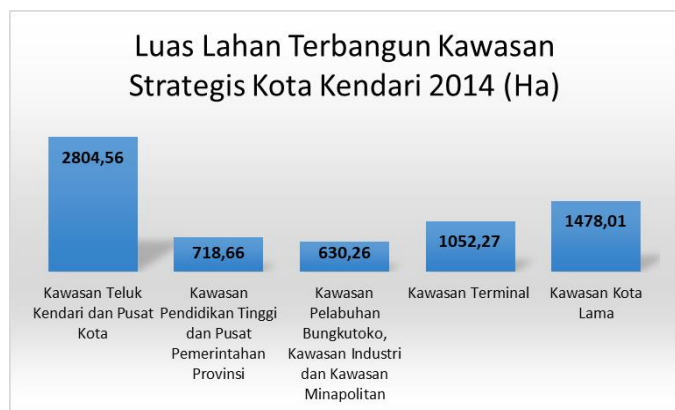 Luas Lahan Terbangun Kawasan
Strategis Kota Kendari 2014 (Ha)
2804,56
718,66
630,26
1052,27
1478,01
Kawasan Teluk
Kendari dan Pusat
Kota
Kawasan
Pendidikan Tinggi
dan Pusat
Pemerintahan
Provinsi
Kawasan
Pelabuhan
Bungkutoko,
Kawasan Industri
dan Kawasan
Minapolitan
Kawasan Terminal
Kawasan Kota
Lama